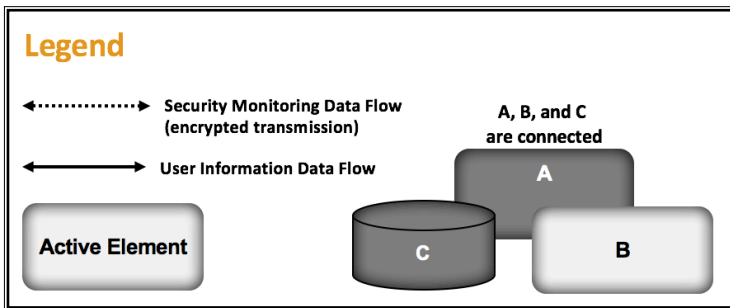 Legend
Security Monitoring Data Flow
(encrypted transmission)
User Information Data Flow
Active Element
A, B, and C
are connected
A
C
B